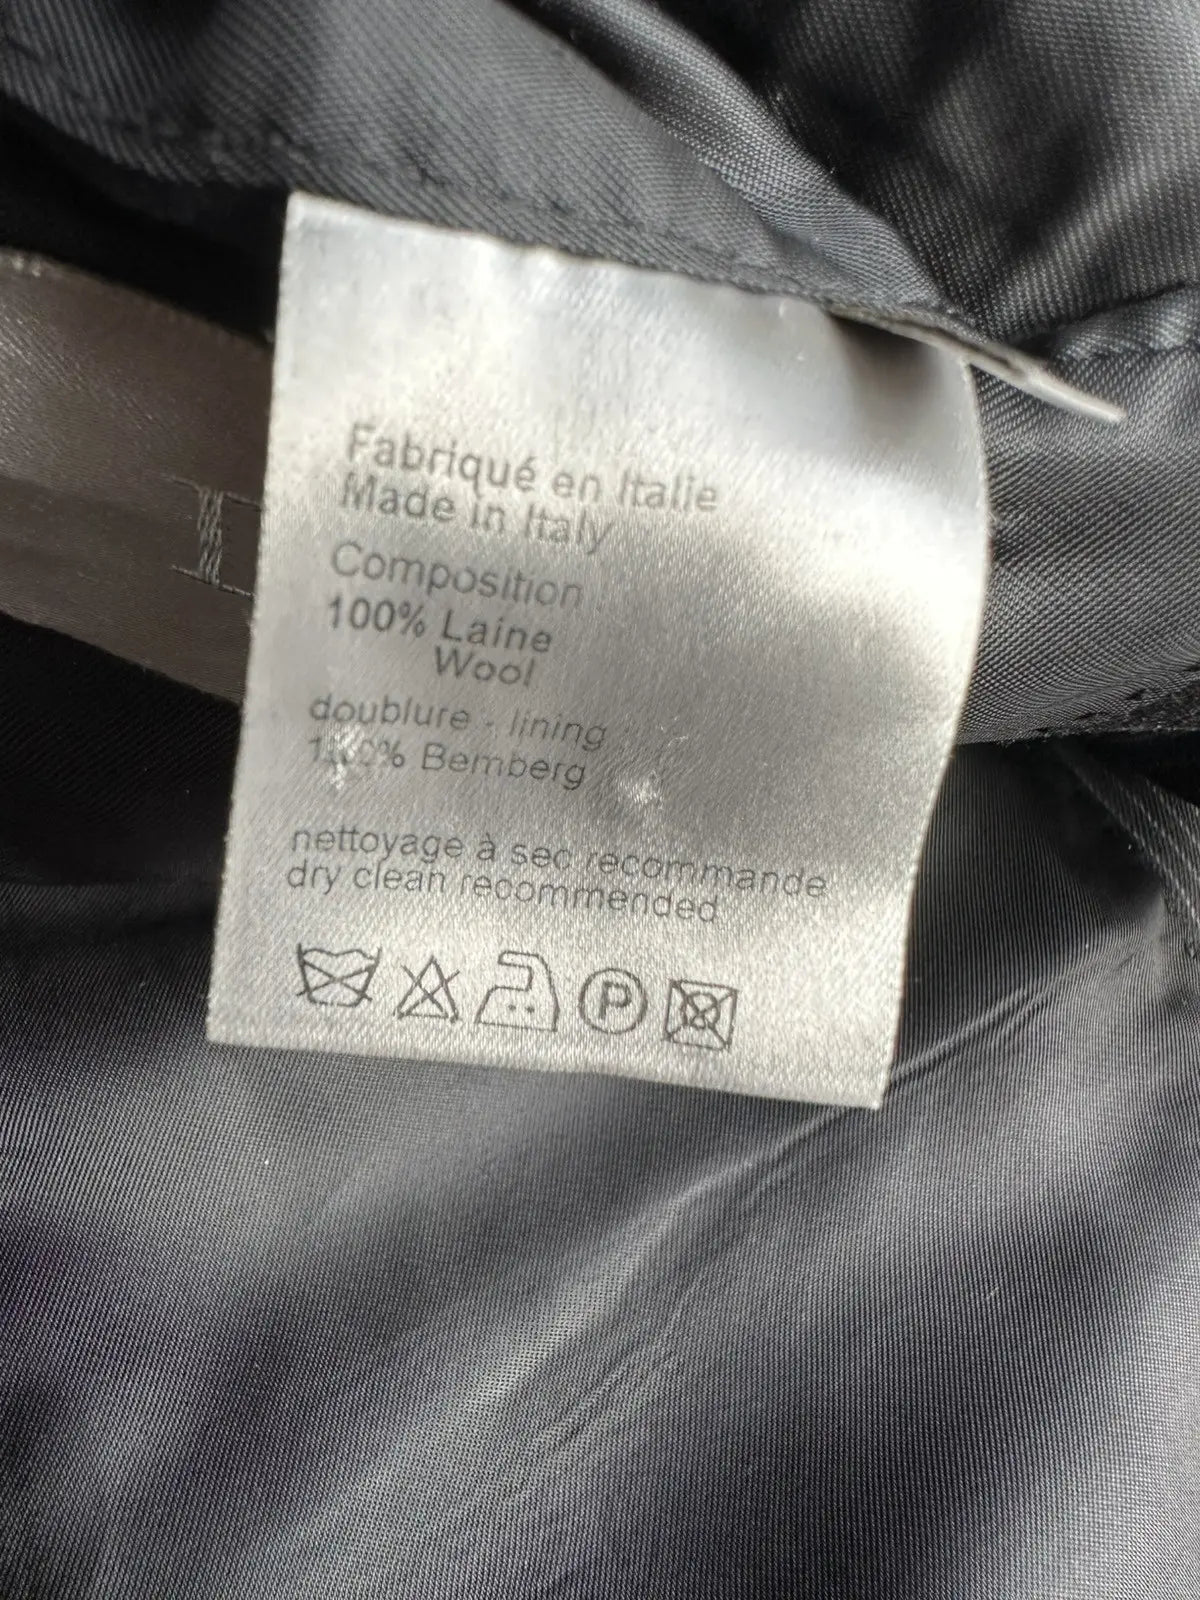 Fabriqué en Italie
Made in Italy
Composition
100% Laine
Wool
doublure - lining
100% Bemberg
nettoyage à sec recommande
dry clean recommended
P